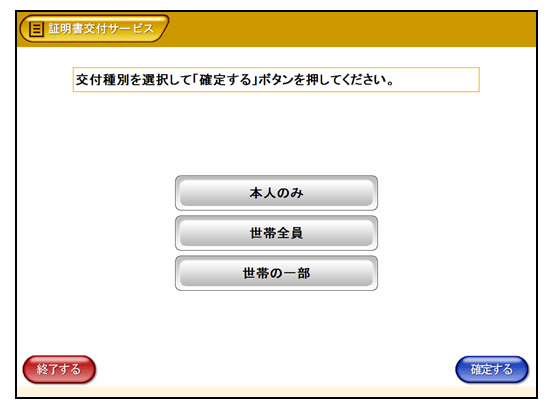 証明書交付サービス
交付種別を選択して「確定する」ボタンを押してください。
本人のみ
世帯全員
世帯の一部
終了する
確定する